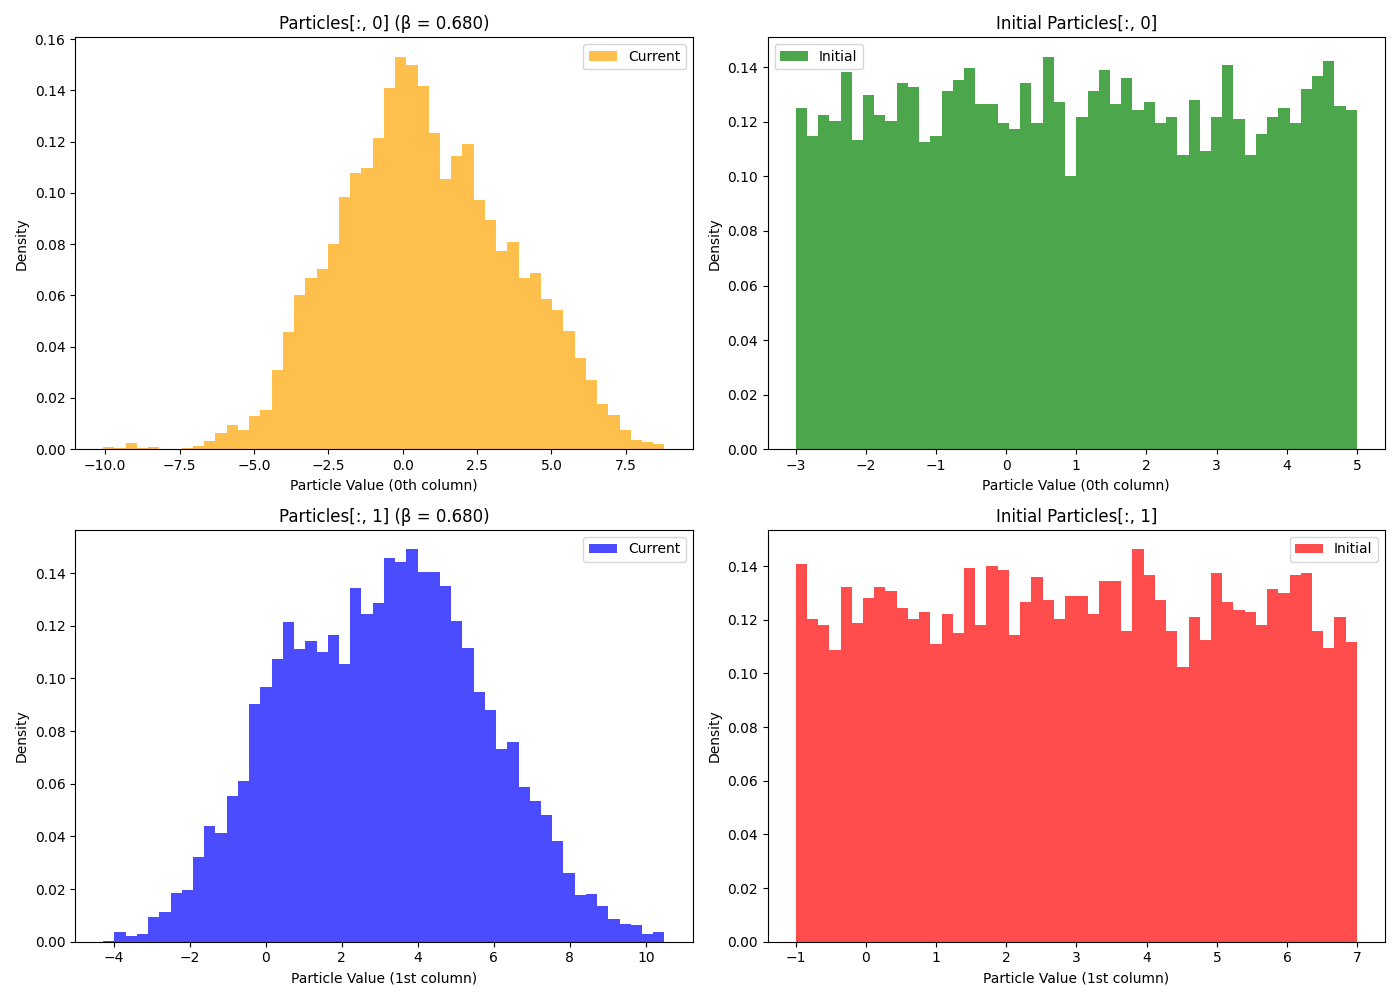 Particles[:, 0] (β = 0.680)
Current
Density
0.16
0.14
0.12
0.10
0.08
0.06
0.04
0.02
0.00
−10.0 −7.5 −5.0 −2.5 0.0 2.5 5.0 7.5
Particle Value (0th column)
Initial Particles[:, 0]
Initial
Density
0.14
0.12
0.10
0.08
0.06
0.04
0.02
0.00
−3 −2 −1 0 1 2 3 4 5
Particle Value (0th column)
Particles[:, 1] (β = 0.680)
Current
Density
0.14
0.12
0.10
0.08
0.06
0.04
0.02
0.00
−4 −2 0 2 4 6 8 10
Particle Value (1st column)
Initial Particles[:, 1]
Initial
Density
0.14
0.12
0.10
0.08
0.06
0.04
0.02
0.00
−1 0 1 2 3 4 5 6 7
Particle Value (1st column)